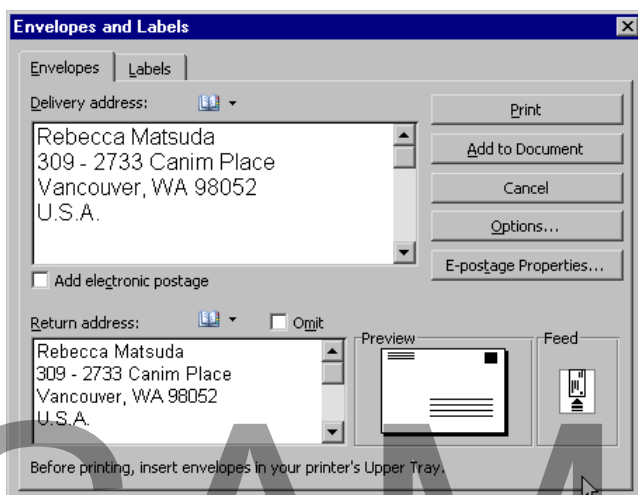 Envelopes and Labels
Envelopes
Labels
Delivery address:
Rebecca Matsuda
309 - 2733 Canim Place
Vancouver, WA 98052
U.S.A.
Add electronic postage
Print
Add to Document
Cancel
Options...
E-postage Properties...
Return address:
Omit
Rebecca Matsuda
309 - 2733 Canim Place
Vancouver, WA 98052
U.S.A.
Preview
Feed
Before printing, insert envelopes in your printer's Upper Tray.